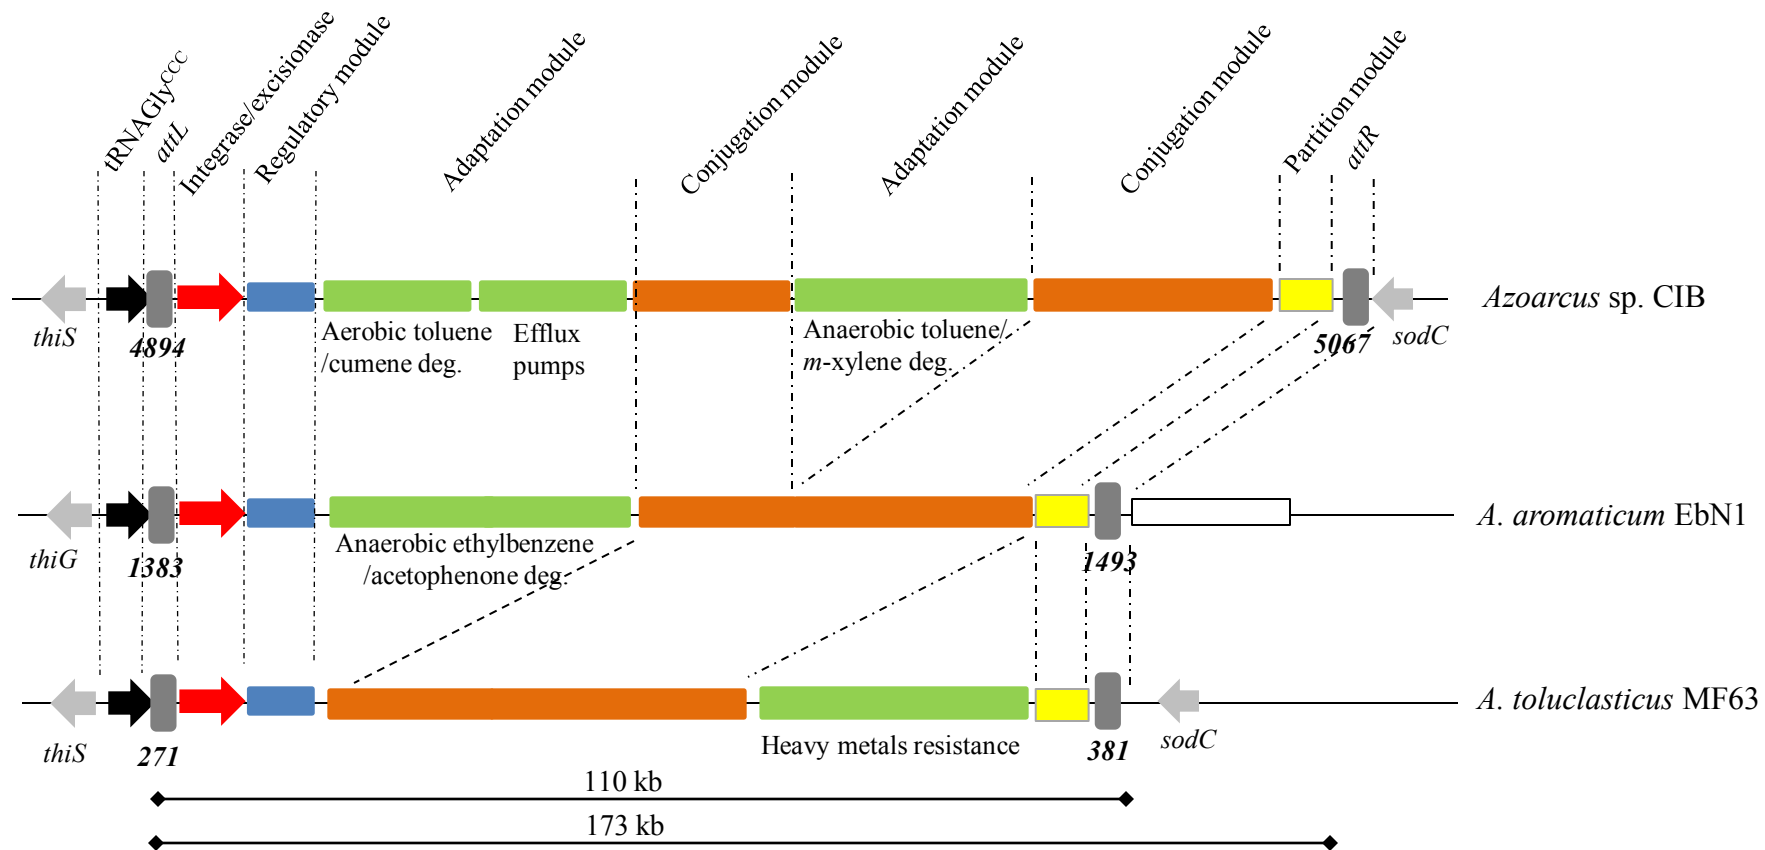 tRNAGlyCCC
attL
Integrase/excisionase
Regulatory module
Adaptation module
Conjugation module
Adaptation module
Conjugation module
Partition module
attR
thiS
4894
Aerobic toluene
/cumene deg.
Efflux
pumps
Anaerobic toluene/
m-xylene deg.
5067
sodC
Azoarcus sp. CIB
thiG
1383
Anaerobic ethylbenzene
/acetophenone deg.
1493
A. aromaticum EbN1
thiS
271
Heavy metals resistance
381
sodC
A. toluclasticus MF63
110 kb
173 kb